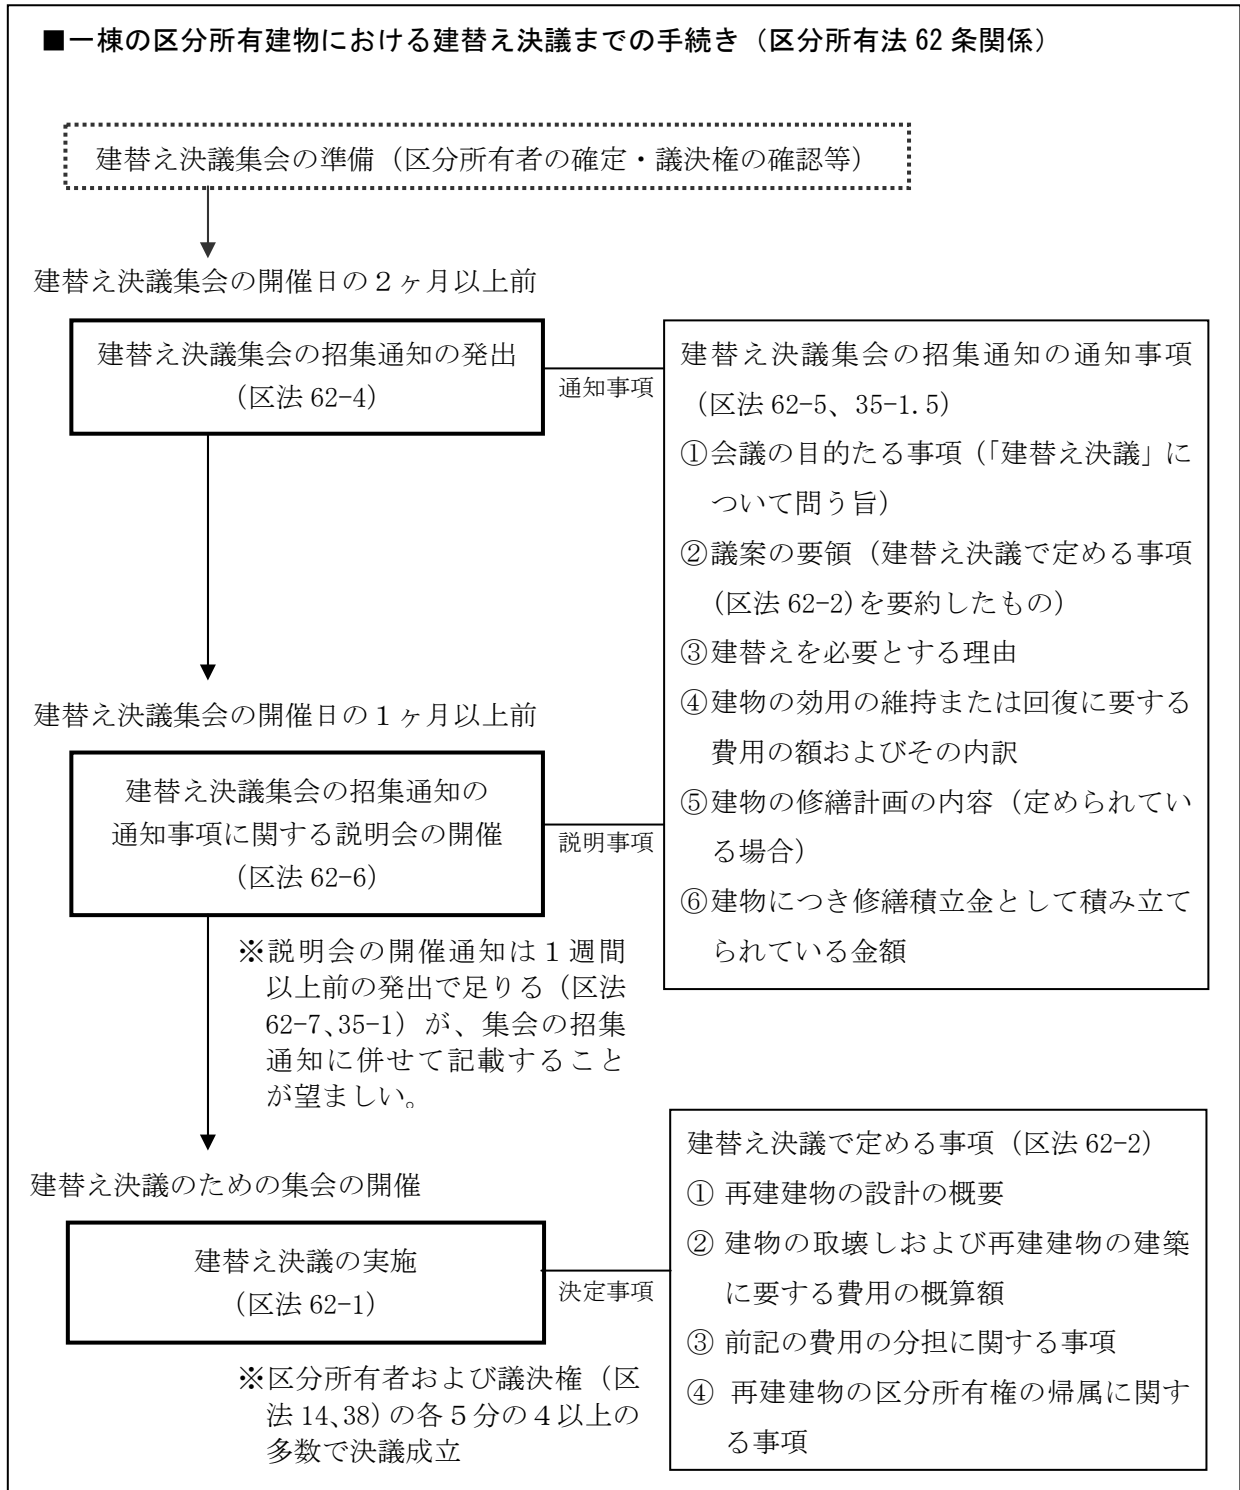 ■一棟の区分所有建物における建替え決議までの手続き（区分所有法 62 条関係）
建替え決議集会の準備（区分所有者の確定・議決権の確認等）
建替え決議集会の開催日の２ヶ月以上前
建替え決議集会の招集通知の発出
（区法 62-4）
通知事項
建替え決議集会の招集通知の通知事項
（区法 62-5、35-1.5）
①会議の目的たる事項（「建替え決議」に
ついて問う旨）
②議案の要領（建替え決議で定める事項
（区法 62-2）を要約したもの）
③建替えを必要とする理由
④建物の効用の維持または回復に要する
費用の額およびその内訳
⑤建物の修繕計画の内容（定められてい
る場合）
⑥建物につき修繕積立金として積み立て
られている金額
建替え決議集会の開催日の１ヶ月以上前
建替え決議集会の招集通知の
通知事項に関する説明会の開催
（区法 62-6）
説明事項
※説明会の開催通知は１週間
以上前の発出で足りる（区法
62-7、35-1）が、集会の招集
通知に併せて記載すること
が望ましい。
建替え決議のための集会の開催
建替え決議の実施
（区法 62-1）
決定事項
※区分所有者および議決権（区
法 14、38）の各５分の４以上の
多数で決議成立
建替え決議で定める事項（区法 62-2）
① 再建建物の設計の概要
② 建物の取壊しおよび再建建物の建築
に要する費用の概算額
③ 前記の費用の分担に関する事項
④ 再建建物の区分所有権の帰属に関す
る事項